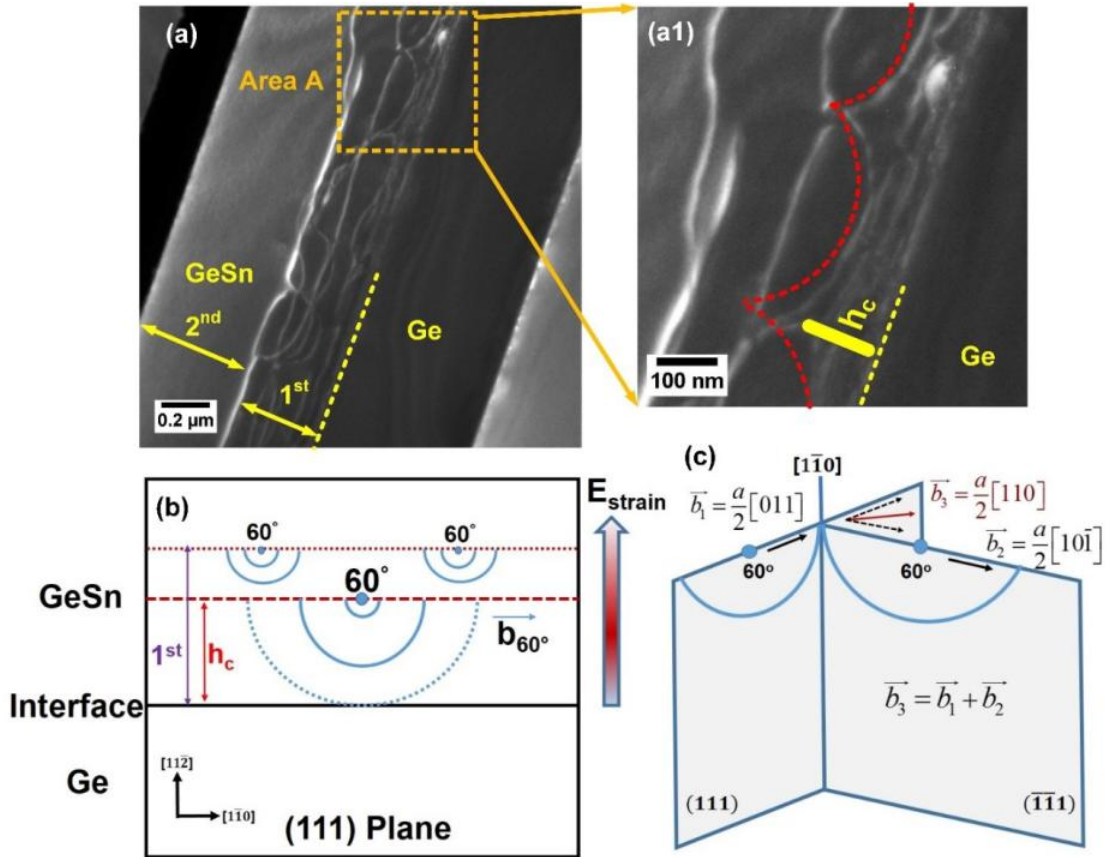 (a)
Area A
GeSn
2nd
Ge
1st
0.2 µm
(a1)
hc
Ge
100 nm
(b)
60°
60°
60°
GeSn
b60°
1st
hc
Interface
Ge
[112̅]
[11̅0]
(111) Plane
(c)
Estrain
[11̅0]
b⃗1 = a/2 [011]
b⃗3 = a/2 [110]
b⃗2 = a/2 [101̅]
60°
60°
b⃗3 = b⃗1 + b⃗2
(111)
(1̅1̅1)